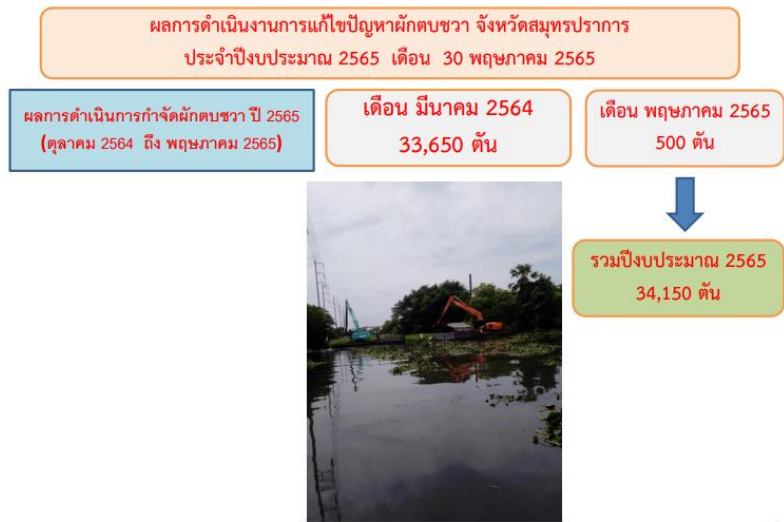 ผลการดำเนินงานการแก้ไขปัญหาผักตบชวา จังหวัดสมุทรปราการ
ประจำปีงบประมาณ 2565 เดือน 30 พฤษภาคม 2565
ผลการดำเนินการกำจัดผักตบชวา ปี 2565
(ตุลาคม 2564 ถึง พฤษภาคม 2565)
เดือน มีนาคม 2564
33,650 ตัน
เดือน พฤษภาคม 2565
500 ตัน
รวมปีงบประมาณ 2565
34,150 ตัน